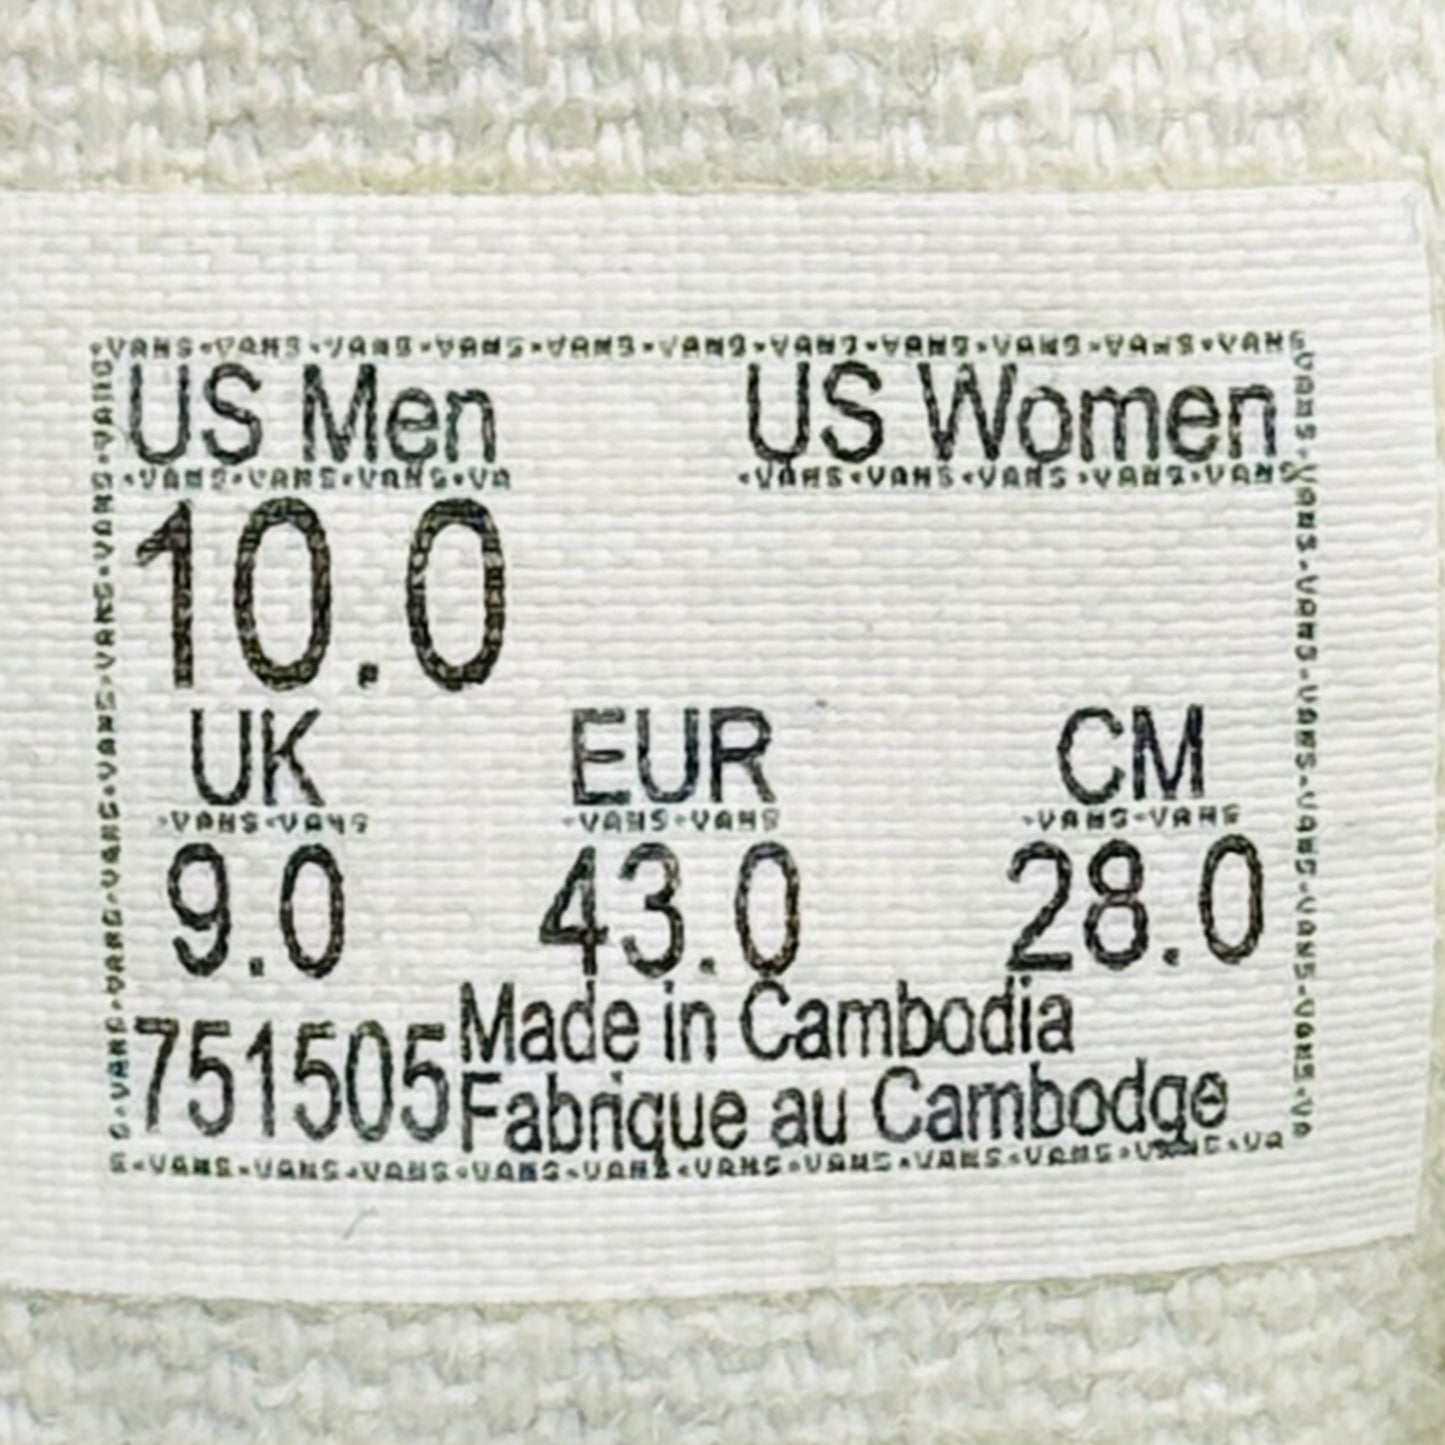 US Men US Women
10.0
UK EUR CM
9.0 43.0 28.0
751505 Made in Cambodia
Fabriqué au Cambodge